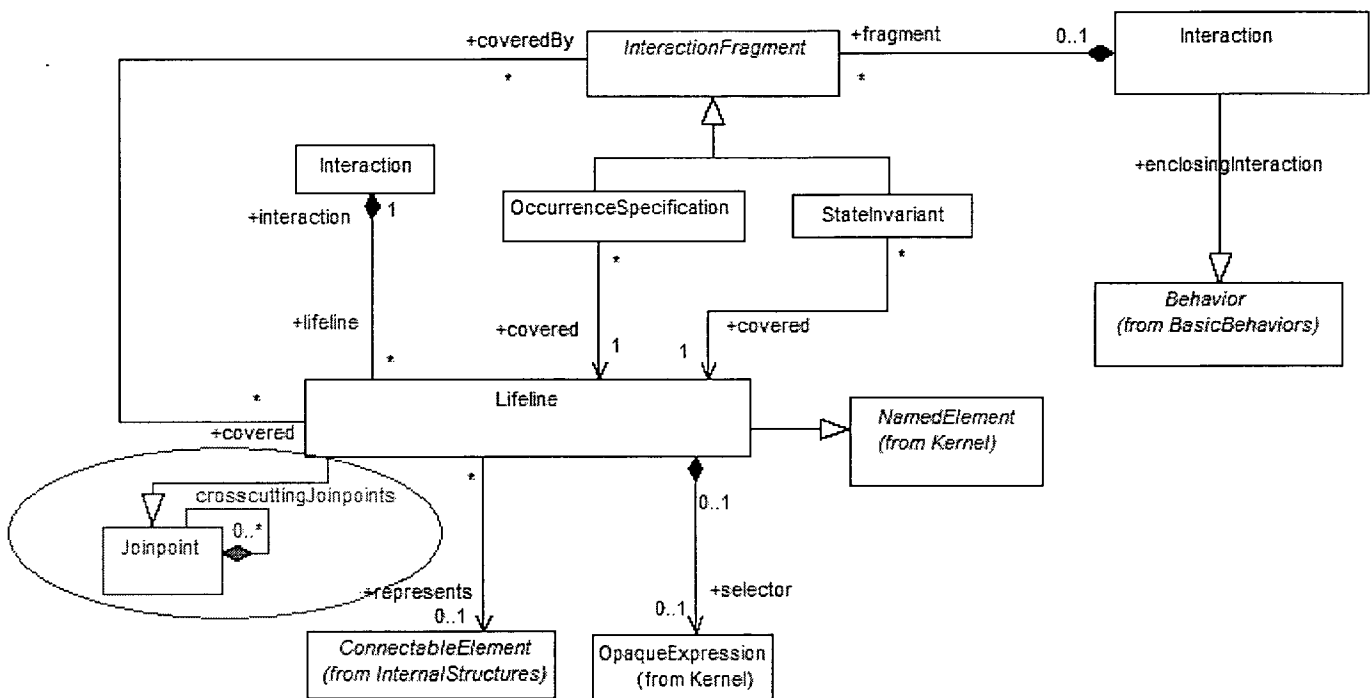 +coveredBy
*
InteractionFragment
+fragment
*
0..1
Interaction
Interaction
+interaction
1
OccurrenceSpecification
StateInvariant
+enclosingInteraction
*
*
Behavior
(from BasicBehaviors)
+lifeline
*
+covered
1
1
+covered
*
+covered
Lifeline
NamedElement
(from Kernel)
crosscuttingJoinpoints
0..*
Joinpoint
*
0..1
+represents
0..1
+selector
0..1
ConnectableElement
(from InternalStructures)
OpaqueExpression
(from Kernel)